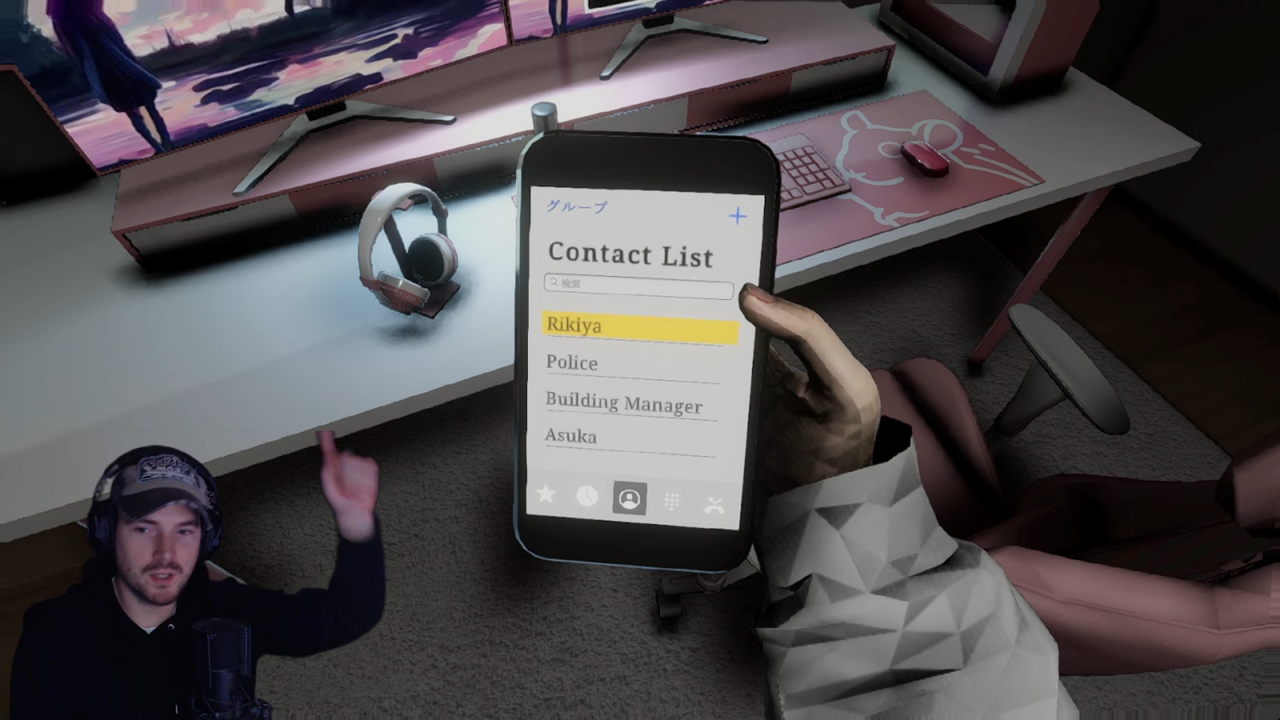 グループ
Contact List
検索
Rikiya
Police
Building Manager
Asuka